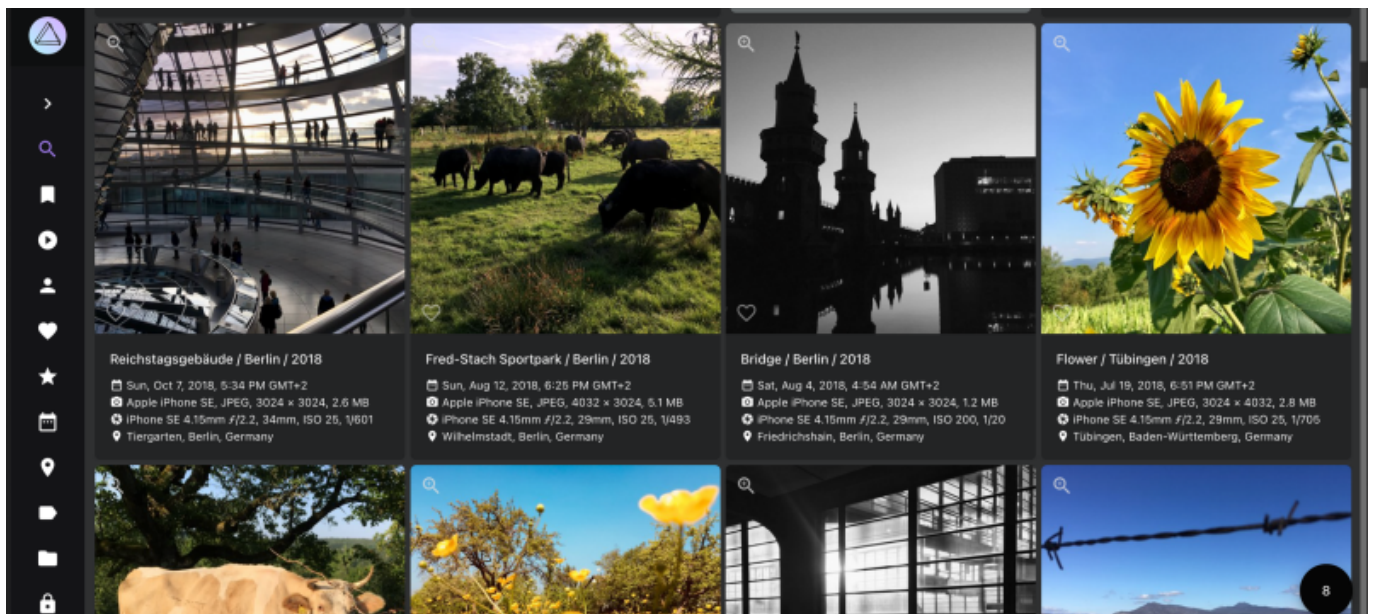 Reichstagsgebäude / Berlin / 2018
Sun, Oct 7, 2018, 5:34 PM GMT+2
Apple iPhone SE, JPEG, 3024 × 3024, 2.6 MB
iPhone SE 4.15mm ƒ/2.2, 34mm, ISO 25, 1/601
Tiergarten, Berlin, Germany
Fred-Stach Sportpark / Berlin / 2018
Sun, Aug 12, 2018, 6:25 PM GMT+2
Apple iPhone SE, JPEG, 4032 × 3024, 5.1 MB
iPhone SE 4.15mm ƒ/2.2, 29mm, ISO 25, 1/493
Wilhelmstadt, Berlin, Germany
Bridge / Berlin / 2018
Sat, Aug 4, 2018, 4:54 AM GMT+2
Apple iPhone SE, JPEG, 3024 × 3024, 1.2 MB
iPhone SE 4.15mm ƒ/2.2, 29mm, ISO 200, 1/20
Friedrichshain, Berlin, Germany
Flower / Tübingen / 2018
Thu, Jul 19, 2018, 6:51 PM GMT+2
Apple iPhone SE, JPEG, 3024 × 4032, 2.8 MB
iPhone SE 4.15mm ƒ/2.2, 29mm, ISO 25, 1/705
Tübingen, Baden-Württemberg, Germany
8